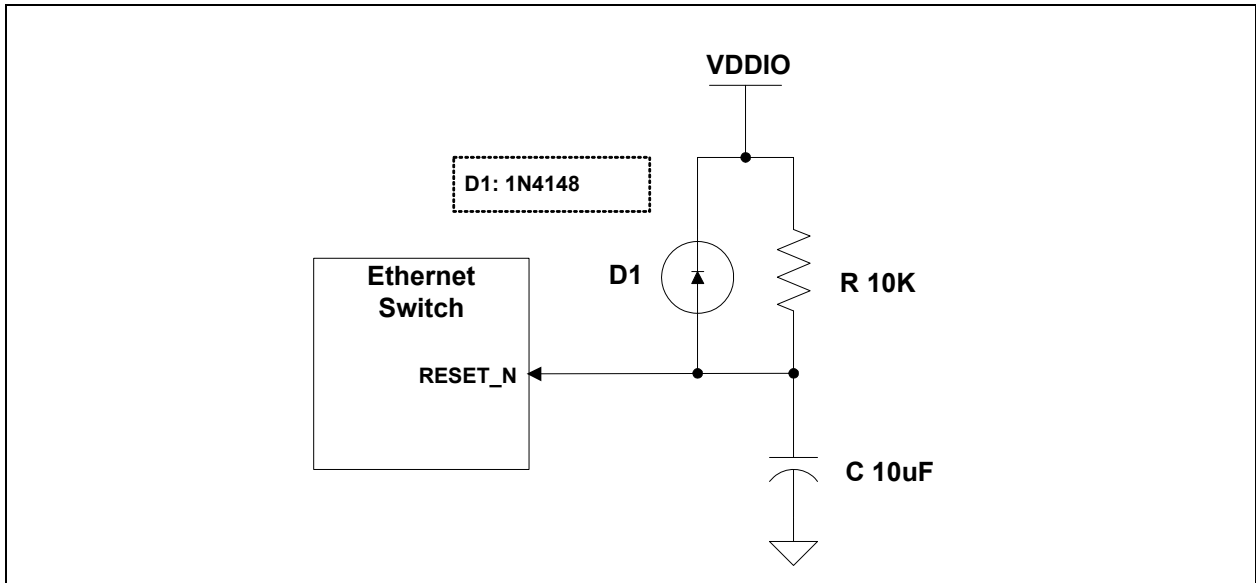 VDDIO
D1: 1N4148
Ethernet
Switch
D1
R 10K
RESET_N
C 10uF